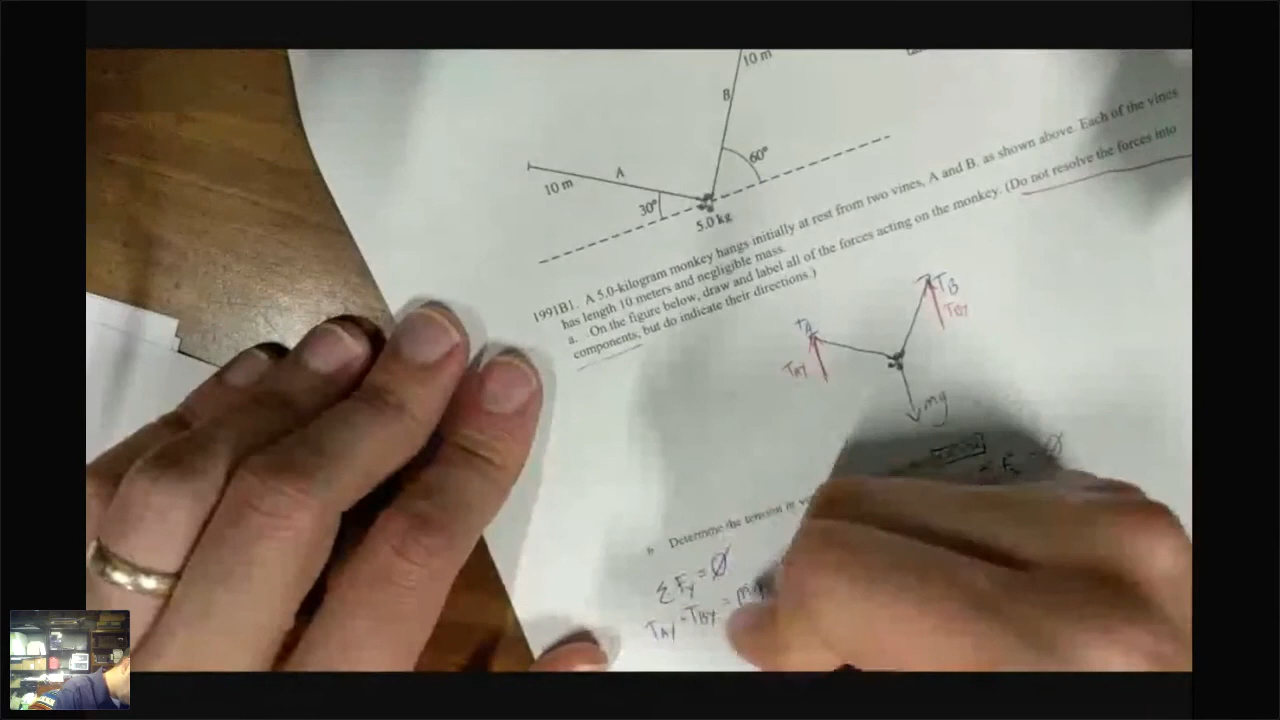 10 m
B
60°
A
10 m
30°
5.0 kg
1991B1. A 5.0-kilogram monkey hangs initially at rest from two vines, A and B. as shown above. Each of the vines
has length 10 meters and negligible mass.
a. On the figure below, draw and label all of the forces acting on the monkey. (Do not resolve the forces into
components, but do indicate their directions.)
TB
TBY
TA
TAY
mg
Σ F = Ø
b Determine the tension in
Σ Fy = Ø
TAY - TBY = mg